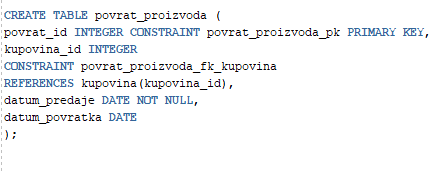 CREATE TABLE povrat_proizvoda (
povrat_id INTEGER CONSTRAINT povrat_proizvoda_pk PRIMARY KEY,
kupovina_id INTEGER
CONSTRAINT povrat_proizvoda_fk_kupovina
REFERENCES kupovina(kupovina_id),
datum_predaje DATE NOT NULL,
datum_povratka DATE
);